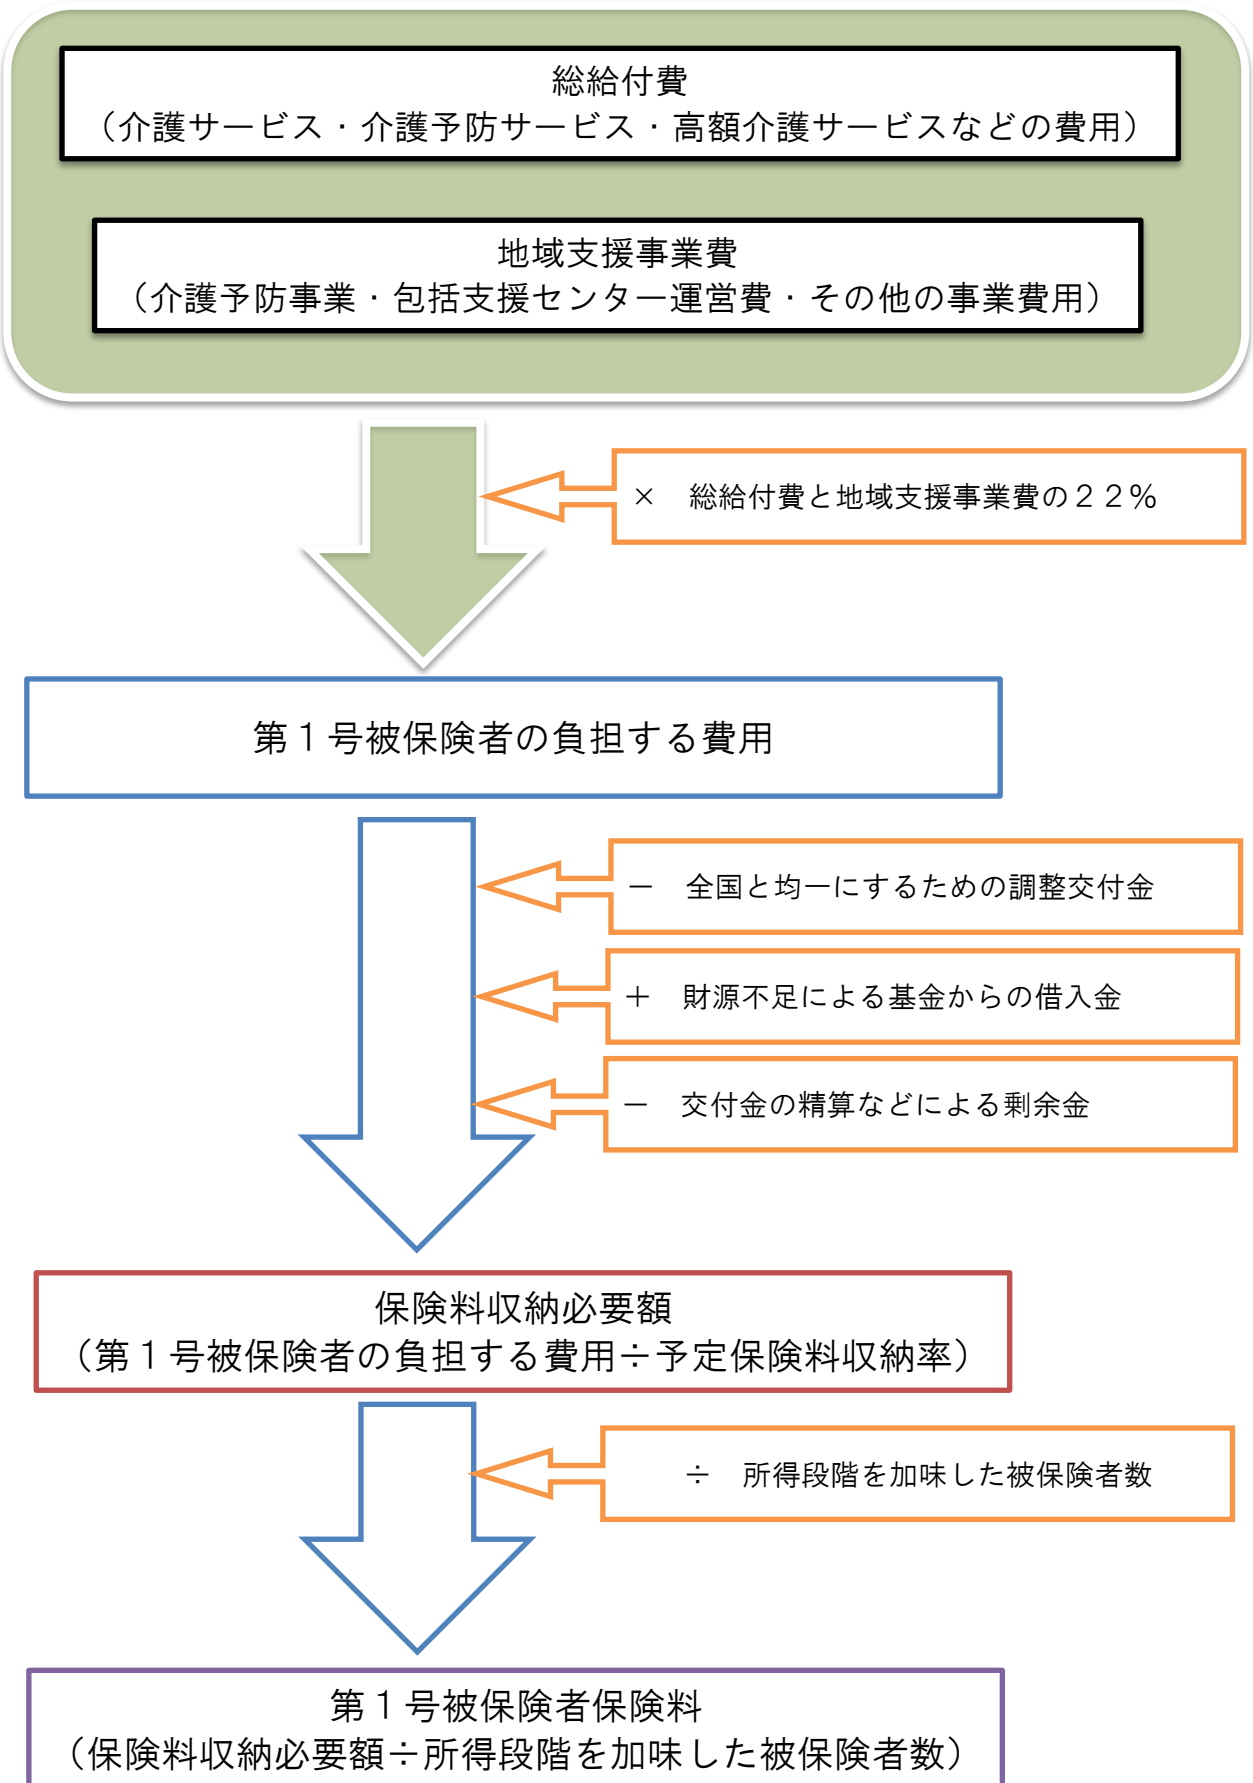 総給付費
（介護サービス・介護予防サービス・高額介護サービスなどの費用）
地域支援事業費
（介護予防事業・包括支援センター運営費・その他の事業費用）
×　総給付費と地域支援事業費の２２％
第１号被保険者の負担する費用
－　全国と均一にするための調整交付金
＋　財源不足による基金からの借入金
－　交付金の精算などによる剰余金
保険料収納必要額
（第１号被保険者の負担する費用÷予定保険料収納率）
÷　所得段階を加味した被保険者数
第１号被保険者保険料
（保険料収納必要額÷所得段階を加味した被保険者数）